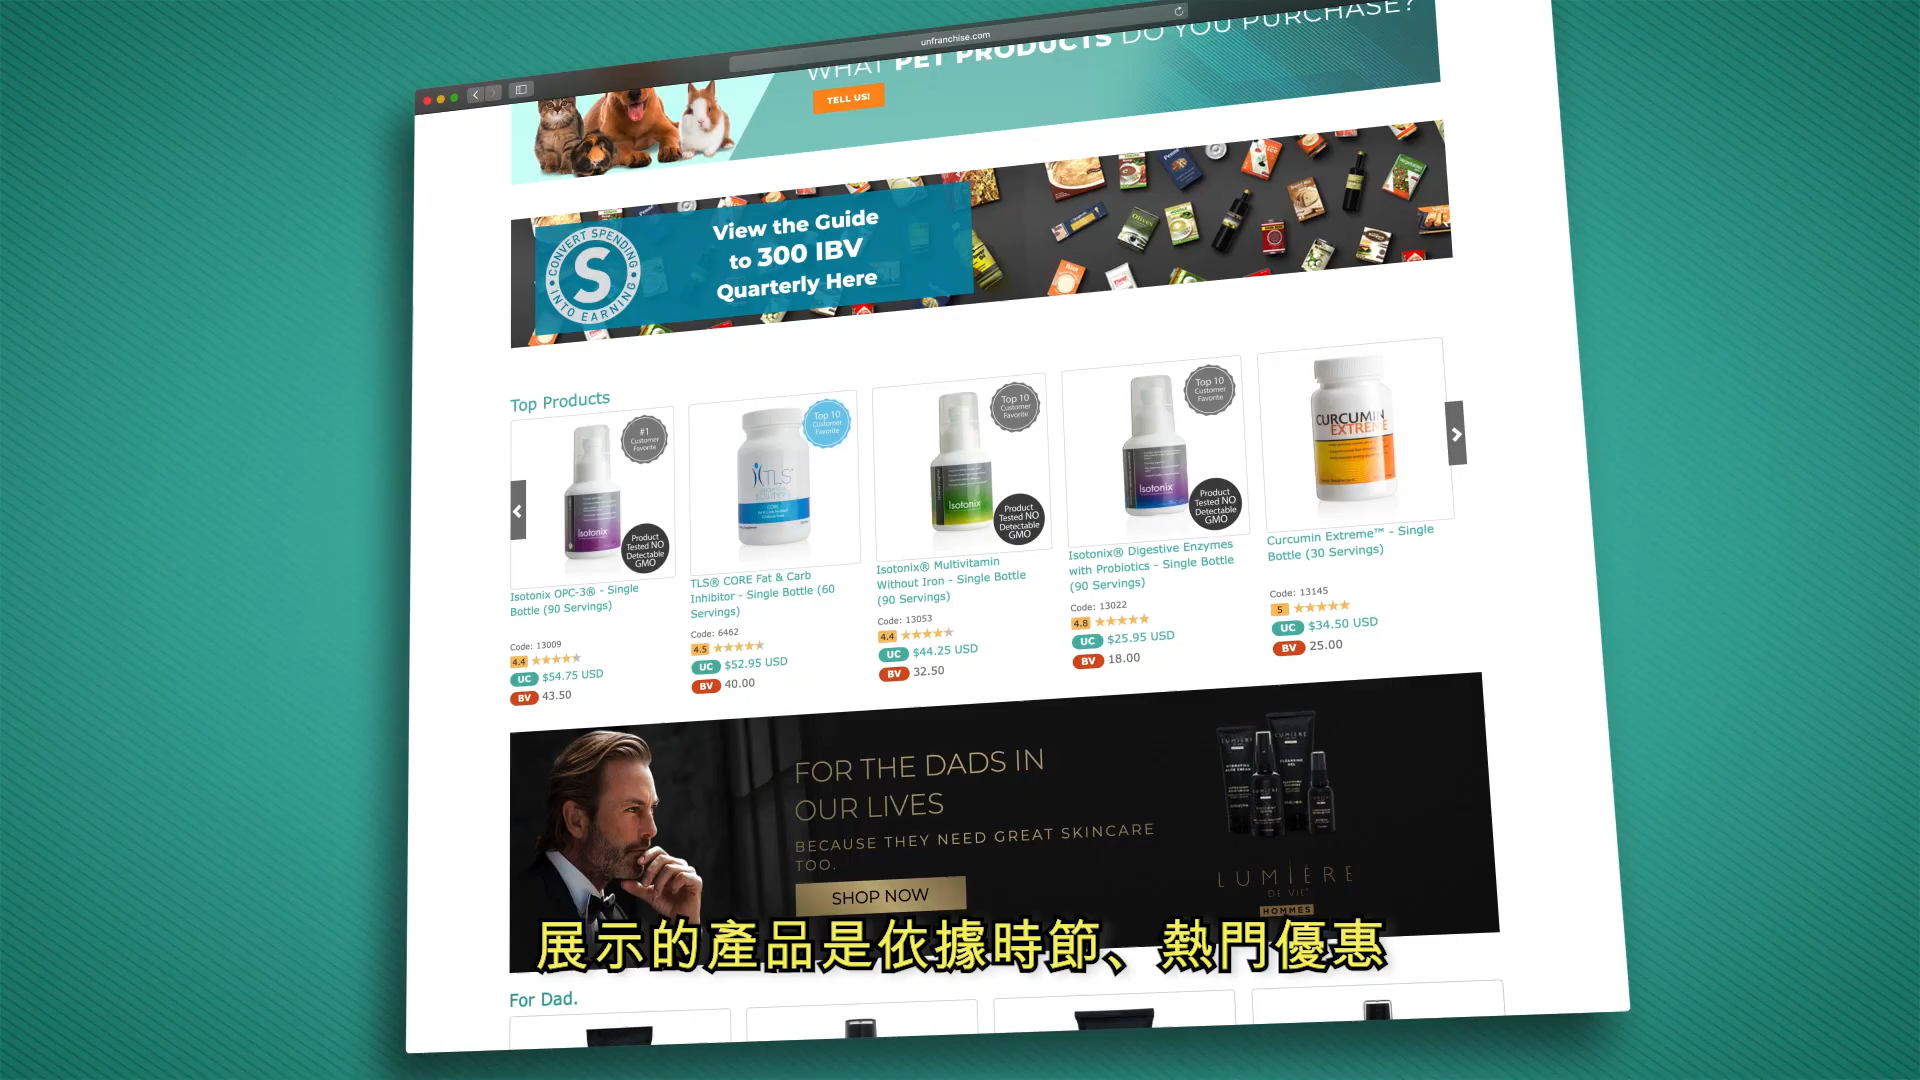 unfranchise.com
WHAT PET PRODUCTS DO YOU PURCHASE?
TELL US!
CONVERT SPENDING
S
INTO EARNING
View the Guide
to 300 IBV
Quarterly Here
Top Products
#1
Customer
Favorite
Isotonix
Product
Tested NO
Detectable
GMO
Isotonix OPC-3® - Single
Bottle (90 Servings)
Code: 13009
4.4
UC $54.75 USD
BV 43.50
Top 10
Customer
Favorite
TLS
CORE
TLS® CORE Fat & Carb
Inhibitor - Single Bottle (60
Servings)
Code: 6462
4.5
UC $52.95 USD
BV 40.00
Top 10
Customer
Favorite
Isotonix
Product
Tested NO
Detectable
GMO
Isotonix® Multivitamin
Without Iron - Single Bottle
(90 Servings)
Code: 13053
4.4
UC $44.25 USD
BV 32.50
Top 10
Customer
Favorite
Isotonix
Product
Tested NO
Detectable
GMO
Isotonix® Digestive Enzymes
with Probiotics - Single Bottle
(90 Servings)
Code: 13022
4.8
UC $25.95 USD
BV 18.00
CURCUMIN
EXTREME
Curcumin Extreme™ - Single
Bottle (30 Servings)
Code: 13145
5
UC $34.50 USD
BV 25.00
FOR THE DADS IN
OUR LIVES
BECAUSE THEY NEED GREAT SKINCARE
TOO.
SHOP NOW
LUMIÈRE
DE VIE
HOMMES
展示的產品是依據時節、熱門優惠
For Dad.